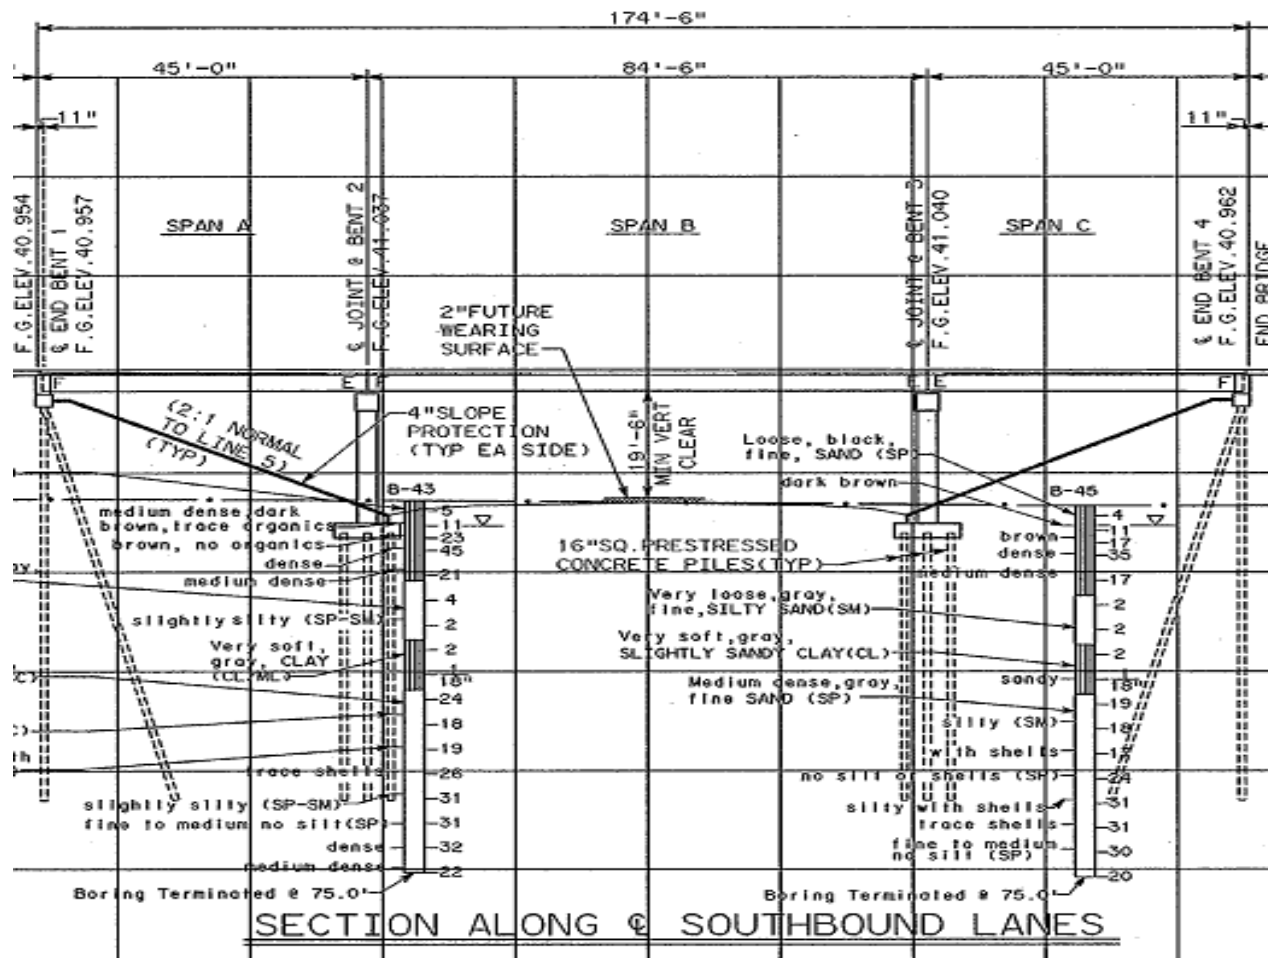 174'-6"
45'-0"
84'-6"
45'-0"
11"
11"
F.G.ELEV.40.954
℄ END BENT 1
F.G.ELEV.40.957
SPAN A
℄ JOINT @ BENT 2
F.G.ELEV.41.037
SPAN B
℄ JOINT @ BENT 3
F.G.ELEV.41.040
SPAN C
℄ END BENT 4
F.G.ELEV.40.962
END BRIDGE
2"FUTURE
WEARING
SURFACE
F
E
F
E
E
F
(2:1 NORMAL
TO LINE 5)
(TYP)
4"SLOPE
PROTECTION
(TYP EA SIDE)
19'-6"
MIN VERT
CLEAR
Loose, black,
fine, SAND (SP)
dark brown
B-43
B-45
medium dense,dark
brown,trace organics
brown, no organics
dense
medium dense
slightly silty (SP-SM)
Very soft,
gray, CLAY
(CL/ML)
trace shells
slightly silty (SP-SM)
fine to medium no silt(SP)
dense
medium dense
Boring Terminated @ 75.0'
5
11
23
45
21
4
2
2
1
18"
24
18
19
26
31
31
32
22
16"SQ.PRESTRESSED
CONCRETE PILES(TYP)
brown
dense
medium dense
Very loose,gray,
fine,SILTY SAND(SM)
Very soft,gray,
SLIGHTLY SANDY CLAY(CL)
sandy
Medium dense,gray,
fine SAND (SP)
silty (SM)
with shells
no silt or shells (SP)
silty with shells
trace shells
fine to medium
no silt (SP)
Boring Terminated @ 75.0'
4
11
17
35
17
2
2
2
1
18"
19
18
24
31
31
30
20
SECTION ALONG ℄ SOUTHBOUND LANES